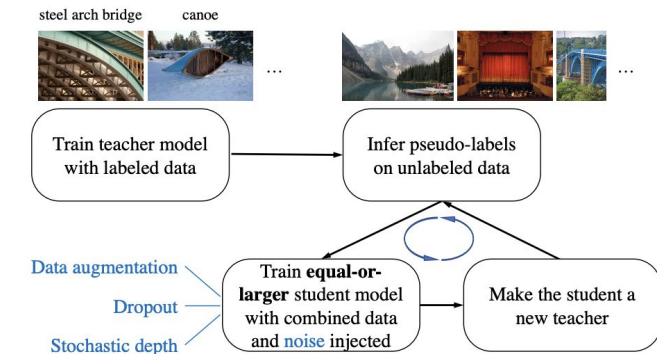 steel arch bridge
canoe
...
...
Train teacher model
with labeled data
Infer pseudo-labels
on unlabeled data
Data augmentation
Dropout
Stochastic depth
Train equal-or-
larger student model
with combined data
and noise injected
Make the student a
new teacher